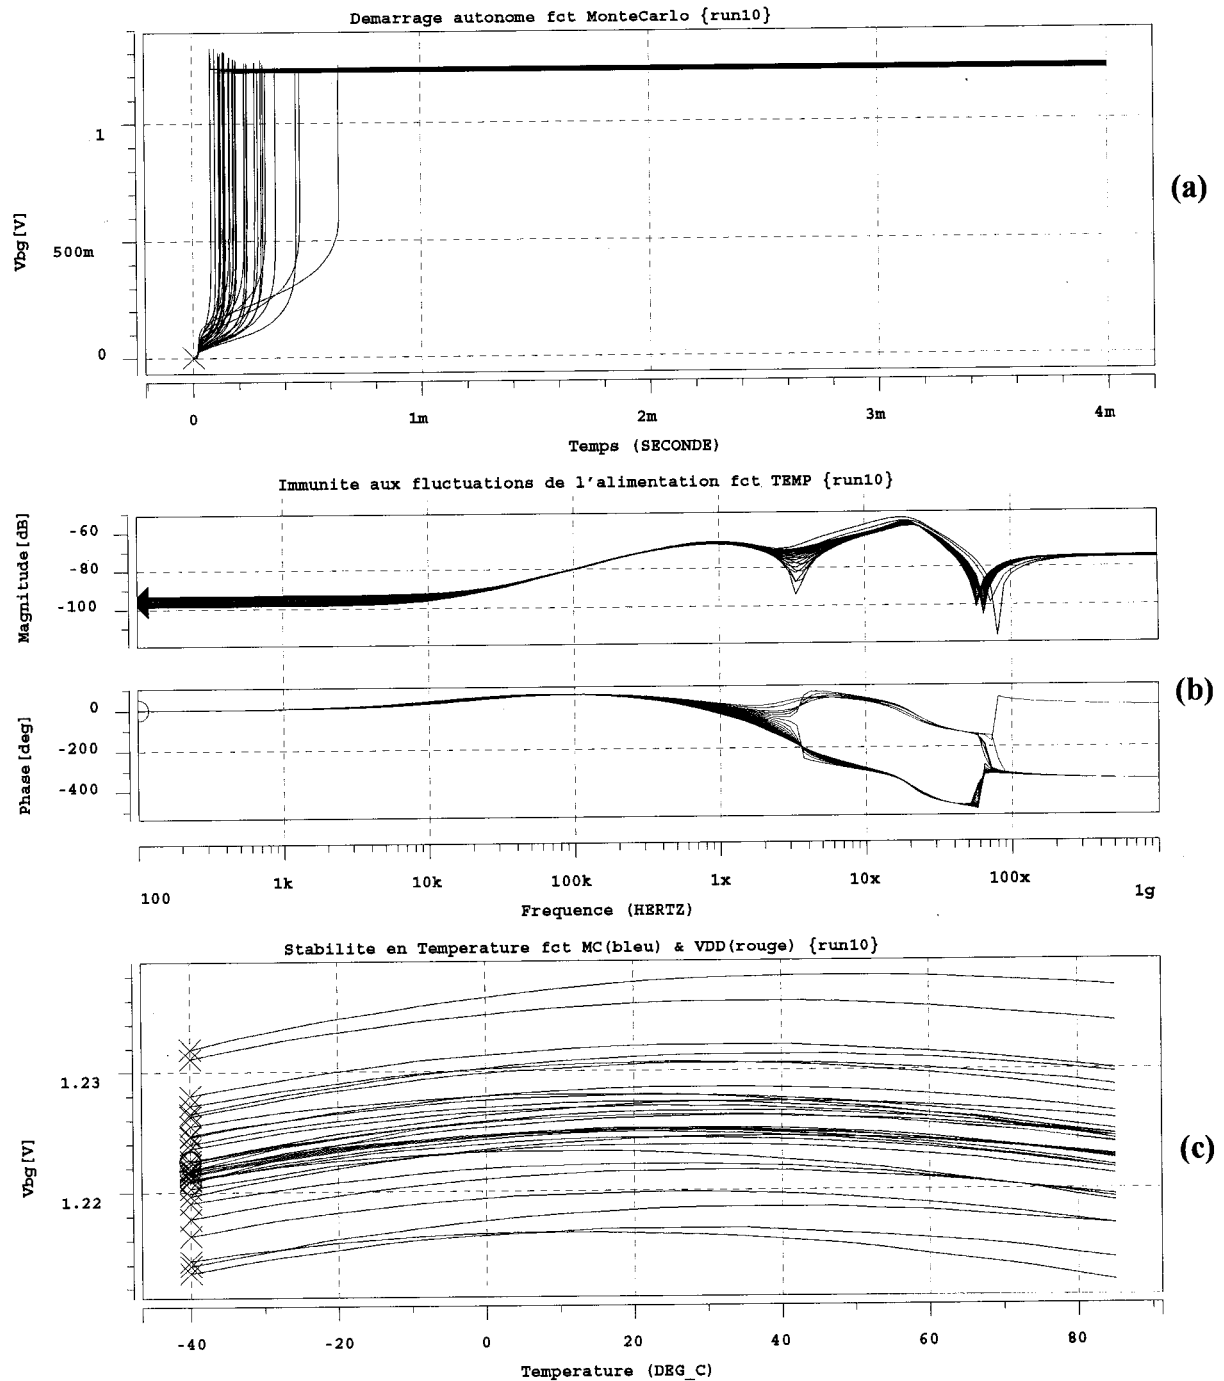 Demarrage autonome fct MonteCarlo {run10}
1
500m
0
Vbg[V]
(a)
0 1m 2m 3m 4m
Temps (SECONDE)
Immunite aux fluctuations de l'alimentation fct TEMP {run10}
-60
-80
-100
Magnitude[dB]
0
-200
-400
Phase[deg]
(b)
100 1k 10k 100k 1x 10x 100x 1g
Frequence (HERTZ)
Stabilite en Temperature fct MC(bleu) & VDD(rouge) {run10}
1.23
1.22
Vbg[V]
(c)
-40 -20 0 20 40 60 80
Temperature (DEG_C)